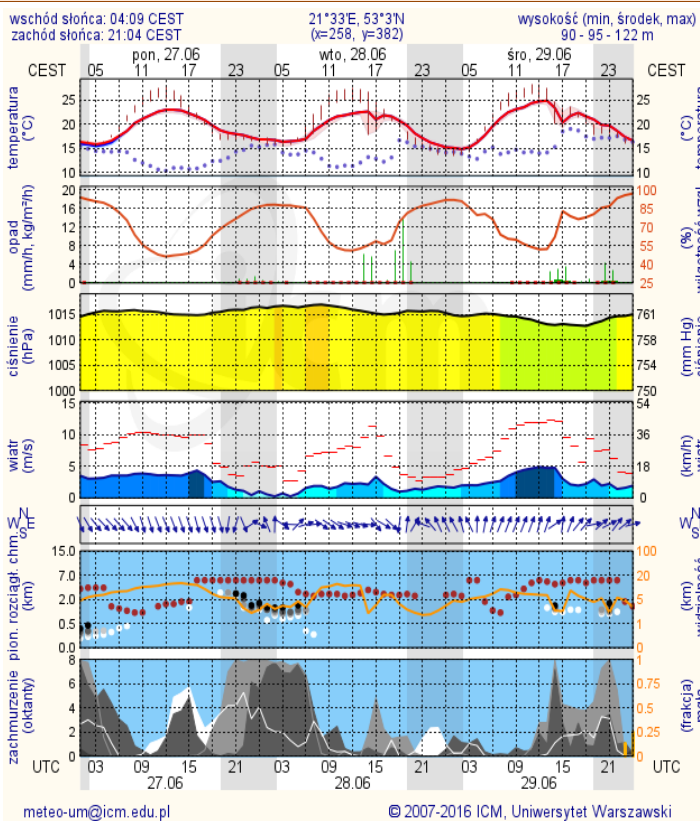 wschód słońca: 04:09 CEST
zachód słońca: 21:04 CEST
21°33'E, 53°3'N
(x=258, y=382)
wysokość (min, środek, max)
90 - 95 - 122 m
pon, 27.06 wto, 28.06 śro, 29.06
CEST 05 11 17 23 05 11 17 23 05 11 17 23 CEST
temperatura
(°C)
25
20
15
10
25
20
15
10
(°C)
opad
(mm/h, kg/m²/h)
20
16
12
8
4
0
100
85
70
55
40
25
(%)
ciśnienie
(hPa)
1015
1010
1005
1000
761
758
754
750
(mm Hg)
wiatr
(m/s)
15
10
5
0
54
36
18
0
(km/h)
N
W E
S
pion. rozciągł. chm.
(km)
15.0
7.0
2.0
0.5
0.0
100
20
5
1
0
(km)
zachmurzenie
(oktanty)
8
6
4
2
0
1
0.75
0.5
0.25
0
(frakcja)
UTC 03 09 15 21 03 09 15 21 03 09 15 21 UTC
27.06 28.06 29.06
meteo-um@icm.edu.pl
© 2007-2016 ICM, Uniwersytet Warszawski